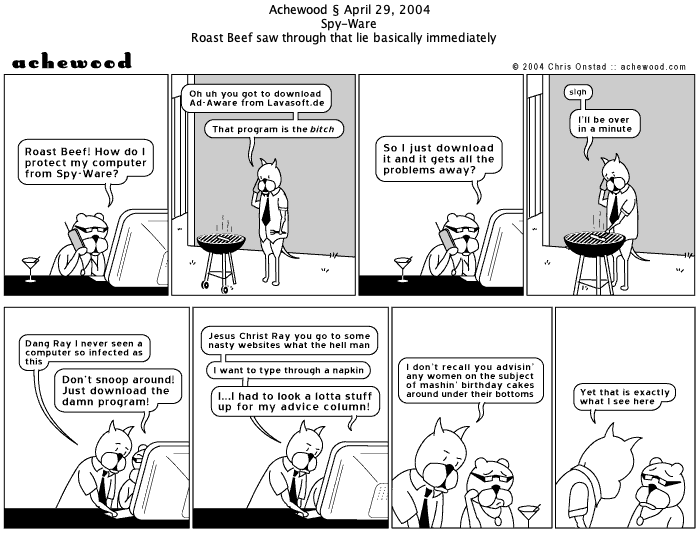 Achewood § April 29, 2004
Spy-Ware
Roast Beef saw through that lie basically immediately
achewood
© 2004 Chris Onstad :: achewood.com
Roast Beef! How do I
protect my computer
from Spy-Ware?
Oh uh you got to download
Ad-Aware from Lavasoft.de
That program is the bitch
So I just download
it and it gets all the
problems away?
sigh
I'll be over
in a minute
Dang Ray I never seen a
computer so infected as
this
Don't snoop around!
Just download the
damn program!
Jesus Christ Ray you go to some
nasty websites what the hell man
I want to type through a napkin
I...I had to look a lotta stuff
up for my advice column!
I don't recall you advisin'
any women on the subject
of mashin' birthday cakes
around under their bottoms
Yet that is exactly
what I see here